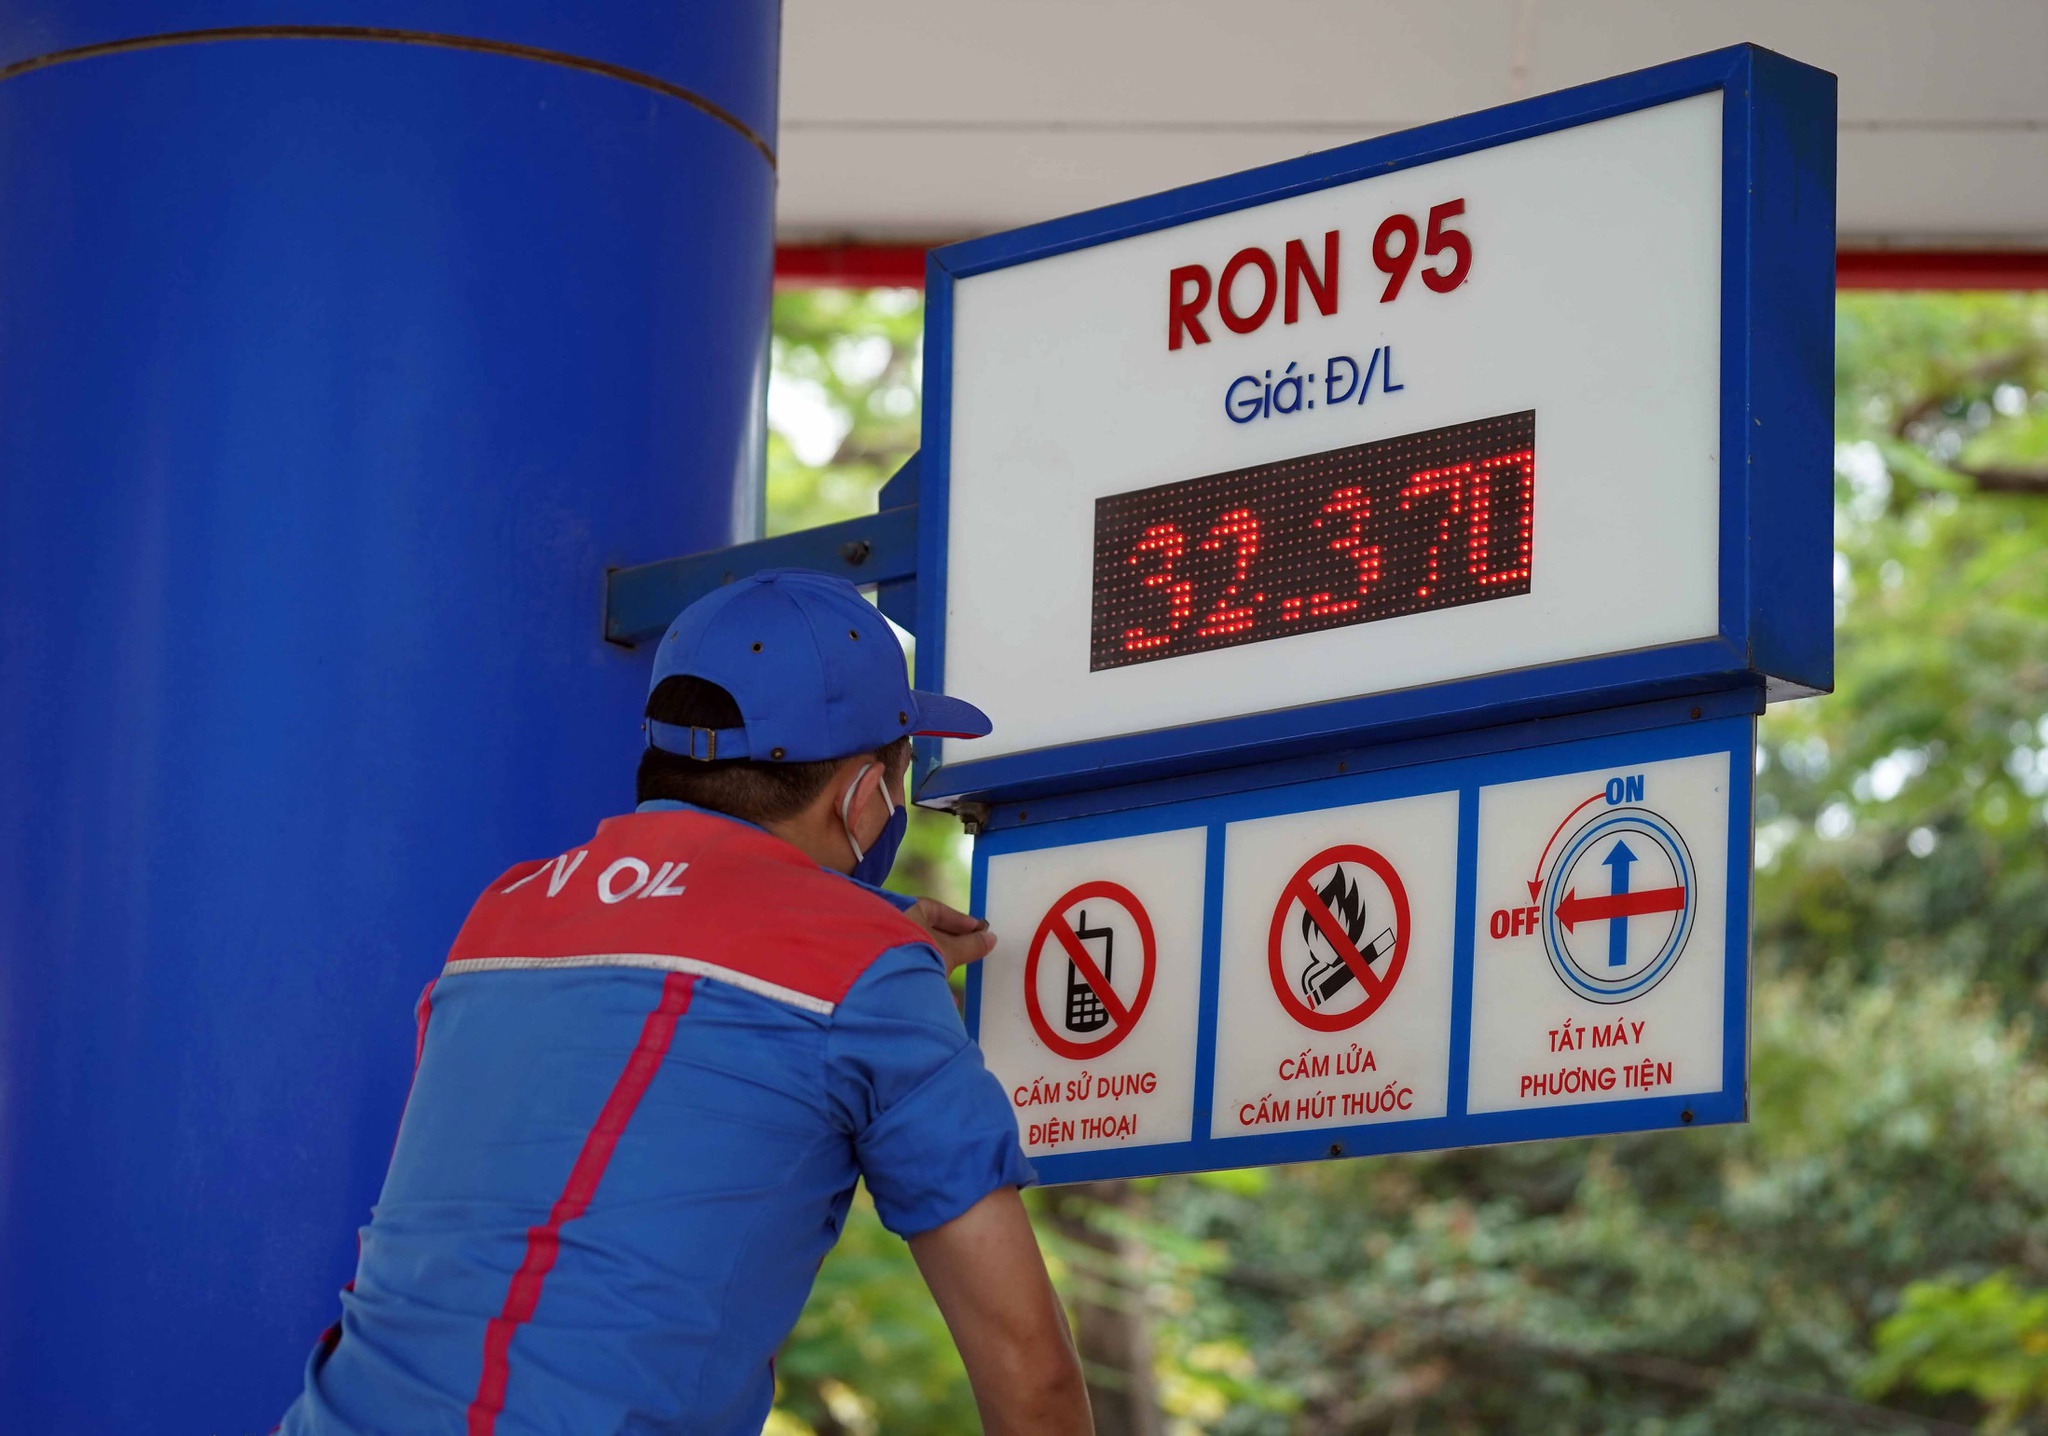 RON 95
Giá: Đ/L
32.370
OIL
ON
OFF
CẤM SỬ DỤNG
ĐIỆN THOẠI
CẤM LỬA
CẤM HÚT THUỐC
TẮT MÁY
PHƯƠNG TIỆN